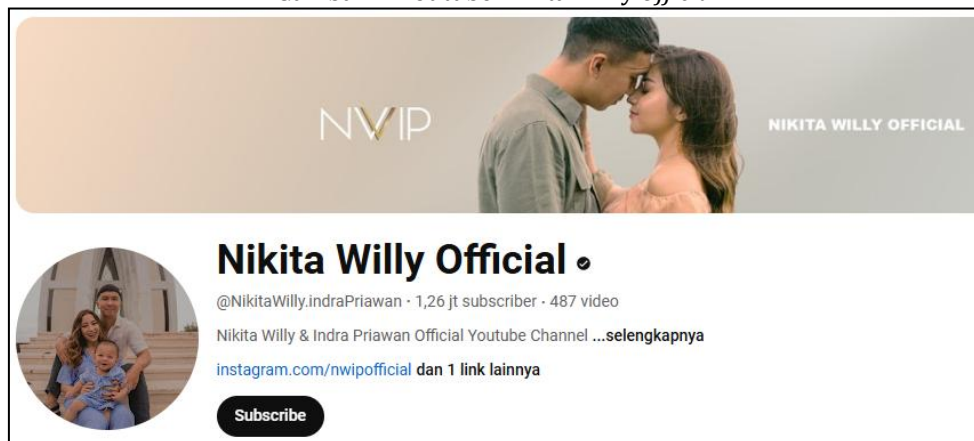 NWIP
NIKITA WILLY OFFICIAL
Nikita Willy Official
@NikitaWilly.indraPriawan · 1,26 jt subscriber · 487 video
Nikita Willy & Indra Priawan Official Youtube Channel ...selengkapnya
instagram.com/nwipofficial dan 1 link lainnya
Subscribe